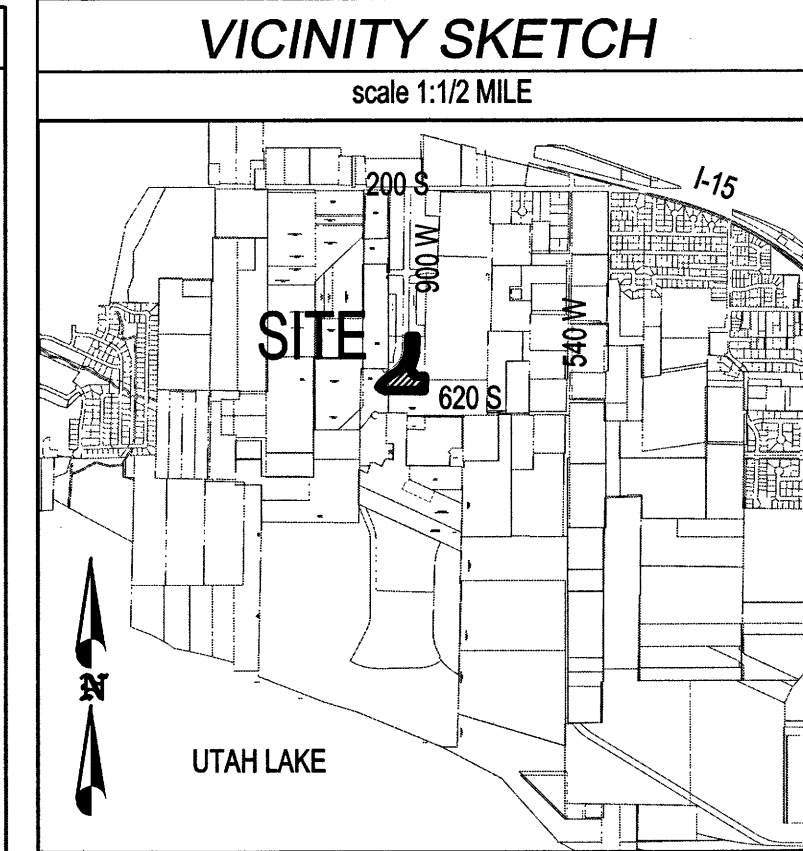 VICINITY SKETCH
scale 1:1/2 MILE
I-15
200 S
900 W
SITE
540 W
620 S
N
UTAH LAKE